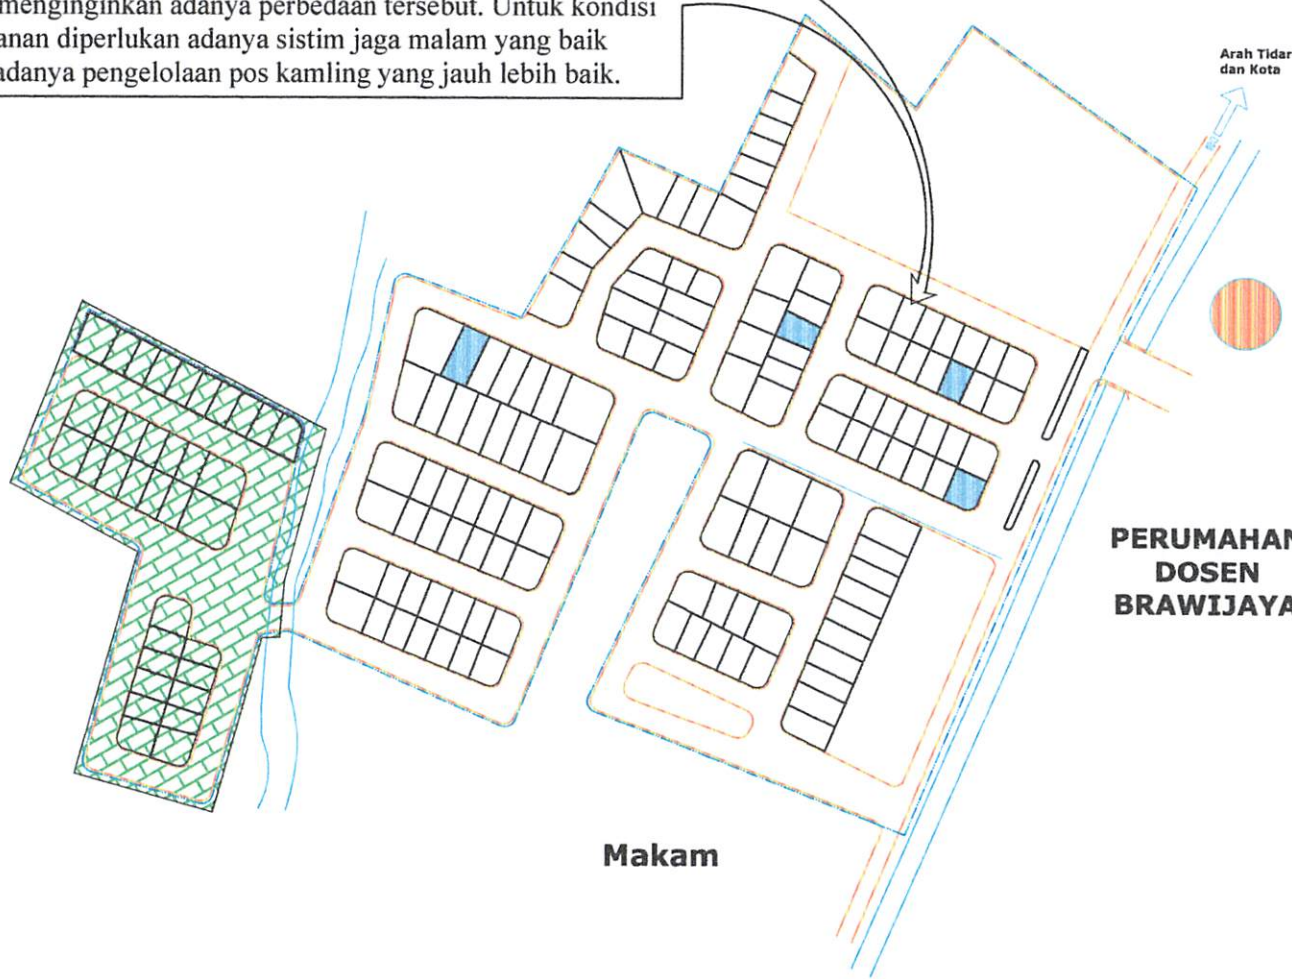 menginginkan adanya perbedaan tersebut. Untuk kondisi
anan diperlukan adanya sistim jaga malam yang baik
adanya pengelolaan pos kamling yang jauh lebih baik.
Arah Tidar
dan Kota
PERUMAHAN
DOSEN
BRAWIJAYA
Makam